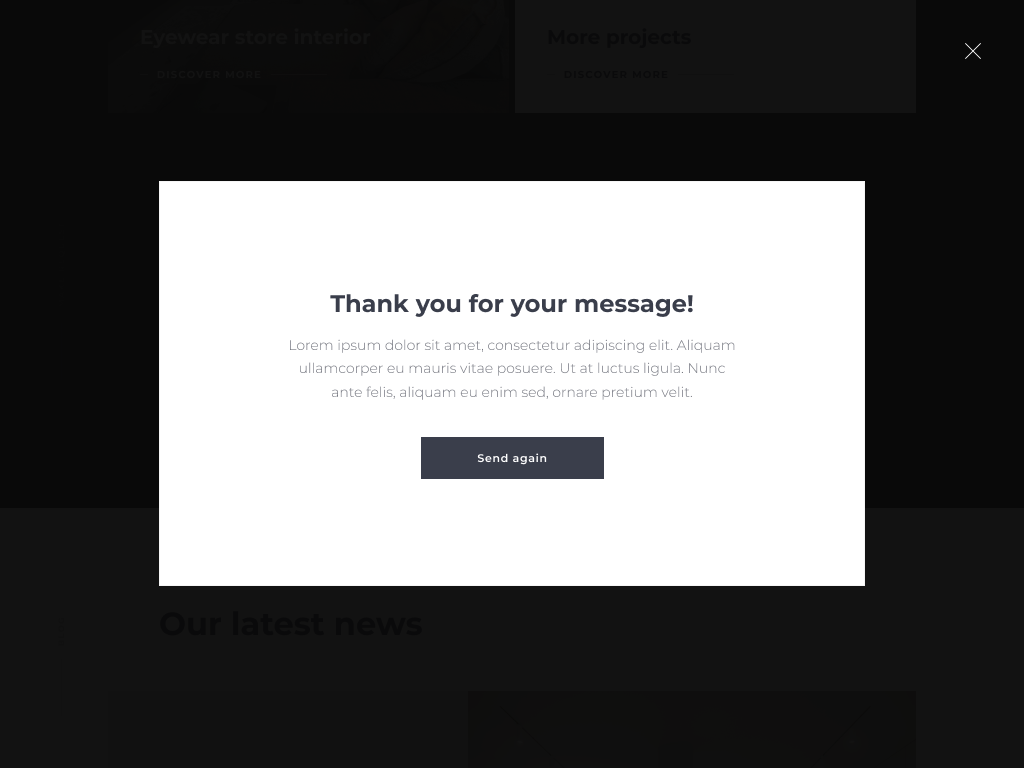 Eyewear store interior
DISCOVER MORE
More projects
DISCOVER MORE
Thank you for your message!
Lorem ipsum dolor sit amet, consectetur adipiscing elit. Aliquam
ullamcorper eu mauris vitae posuere. Ut at luctus ligula. Nunc
ante felis, aliquam eu enim sed, ornare pretium velit.
Send again
Our latest news